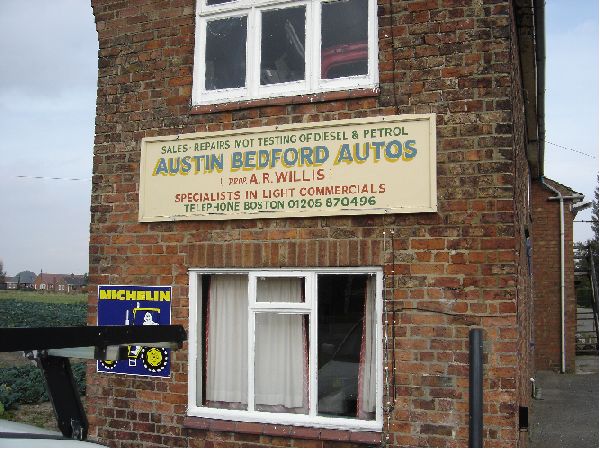 SALES · REPAIRS MOT TESTING OF DIESEL & PETROL
AUSTIN BEDFORD AUTOS
(PROP. A.R. WILLIS)
SPECIALISTS IN LIGHT COMMERCIALS
TELEPHONE BOSTON 01205 870496
MICHELIN